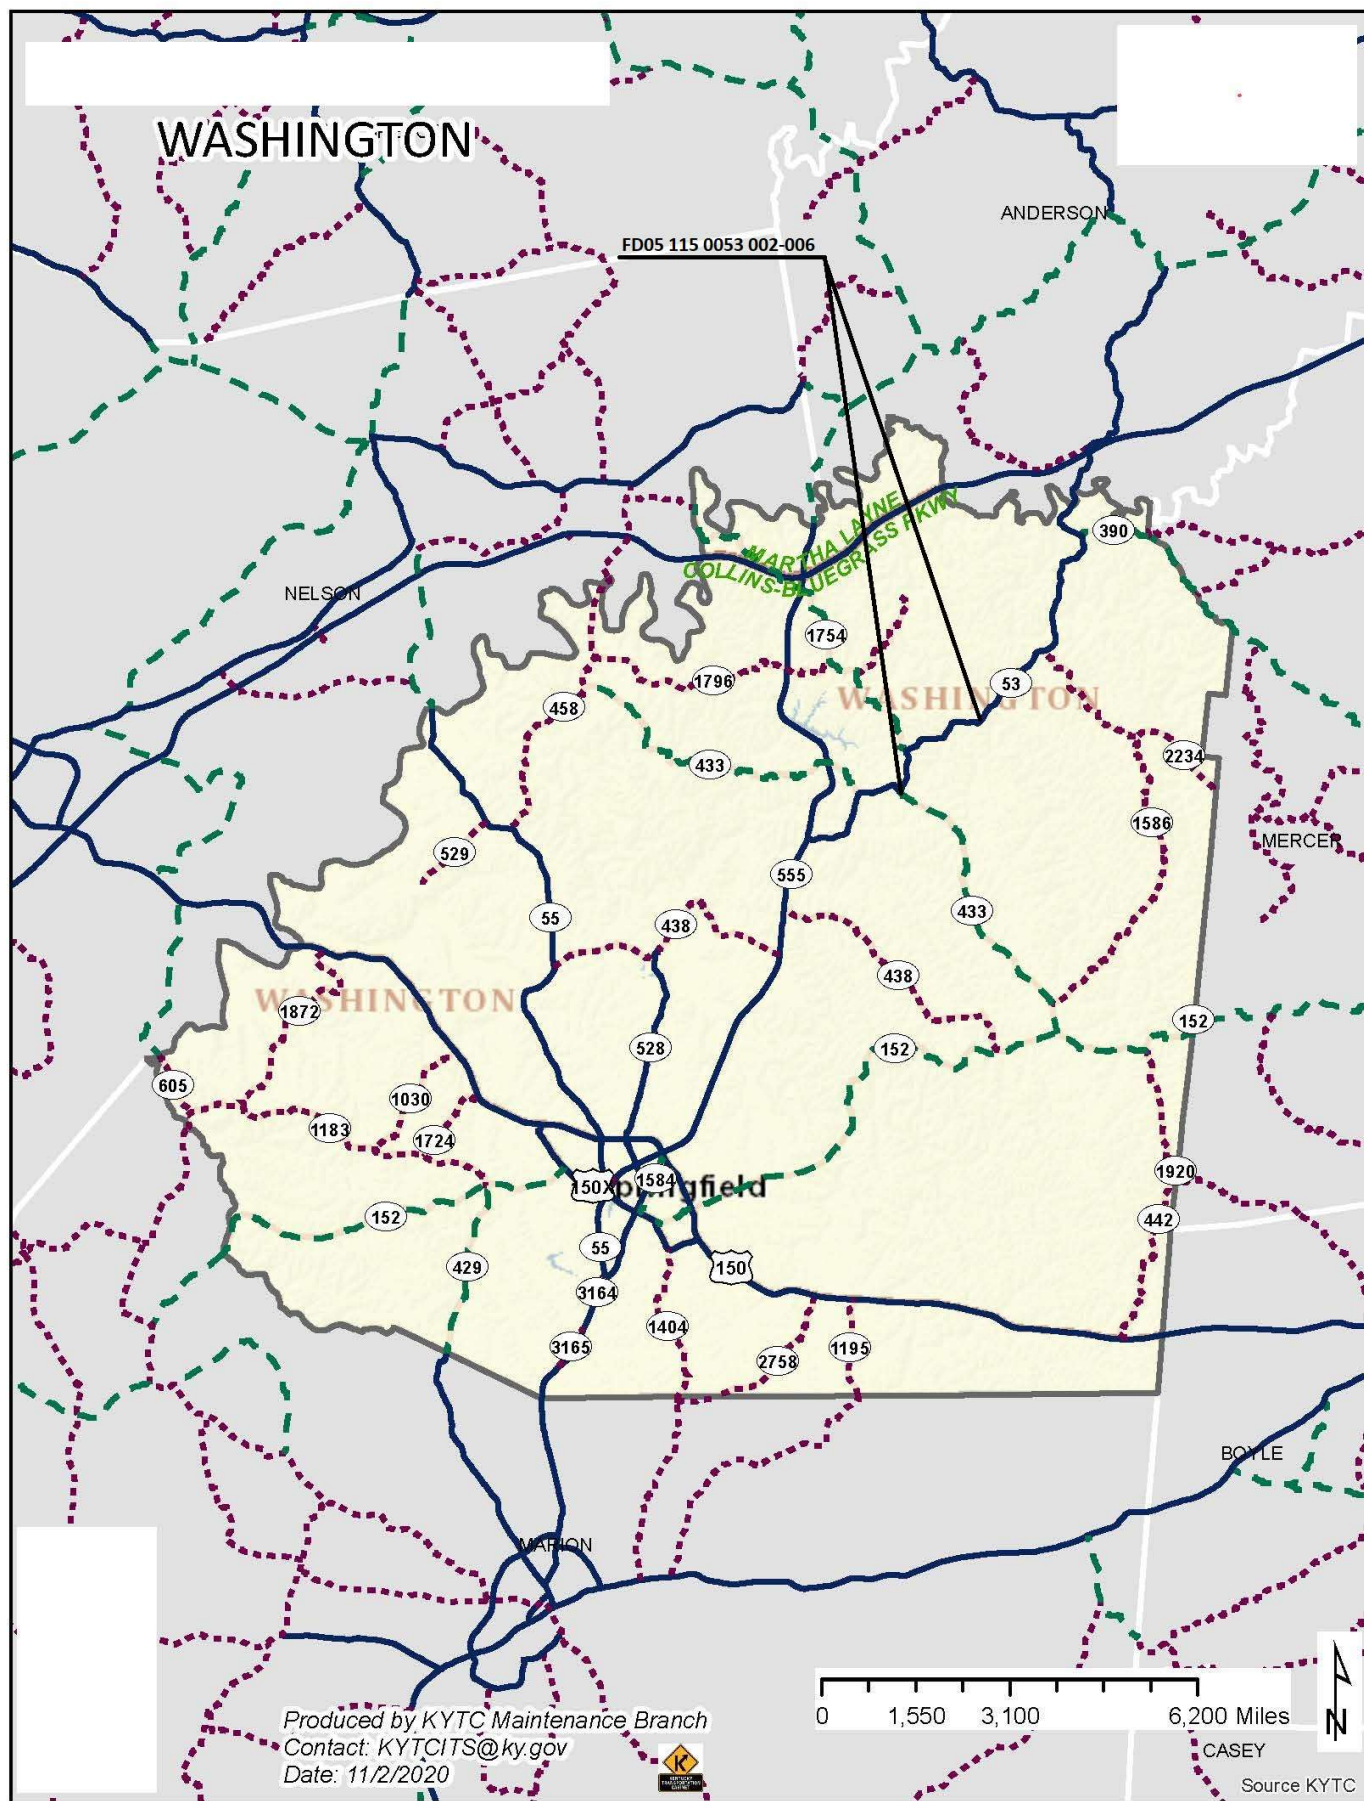 WASHINGTON
ANDERSON
FD05 115 0053 002-006
390
MARTHA LAYNE
COLLINS-BLUEGRASS PKWY
NELSON
1754
1796
53
WASHINGTON
458
433
2234
1586
MERCER
529
555
55
438
433
438
WASHINGTON
1872
152
528
152
605
1030
1183
1724
1920
150X
1584
Springfield
152
442
55
429
150
3164
1404
3165
2758
1195
BOYLE
MARION
0 1,550 3,100 6,200 Miles
N
Produced by KYTC Maintenance Branch
Contact: KYTCITS@ky.gov
Date: 11/2/2020
CASEY
Source KYTC